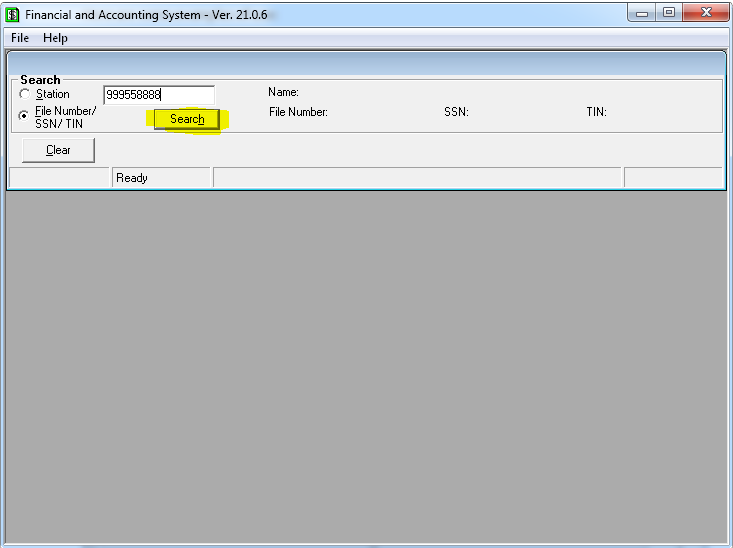 Financial and Accounting System - Ver. 21.0.6
File Help
Search
Station 999558888 Name:
File Number/ SSN/ TIN Search File Number: SSN: TIN:
Clear
Ready